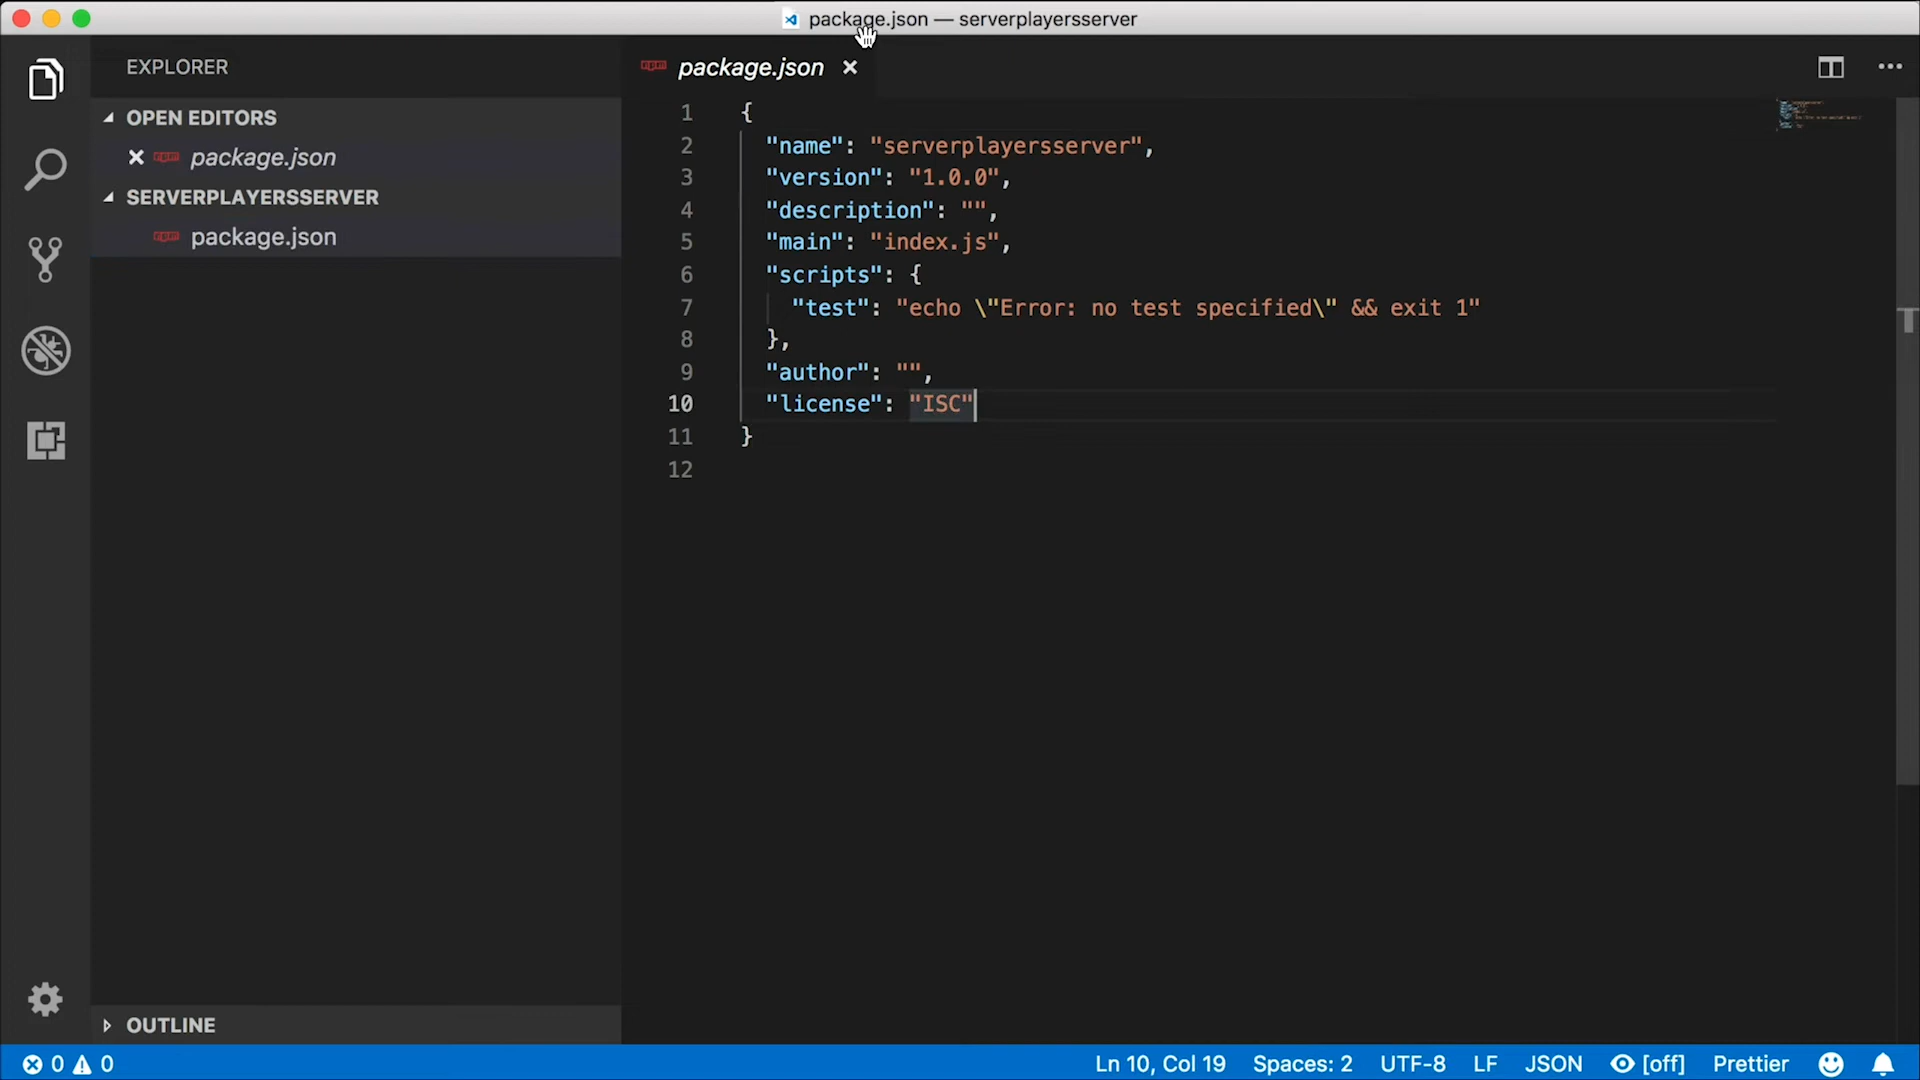 package.json — serverplayersserver
EXPLORER
OPEN EDITORS
package.json
SERVERPLAYERSSERVER
package.json
OUTLINE
package.json
1 {
2 "name": "serverplayersserver",
3 "version": "1.0.0",
4 "description": "",
5 "main": "index.js",
6 "scripts": {
7 "test": "echo \"Error: no test specified\" && exit 1"
8 },
9 "author": "",
10 "license": "ISC"
11 }
12
0 0 Ln 10, Col 19 Spaces: 2 UTF-8 LF JSON [off] Prettier